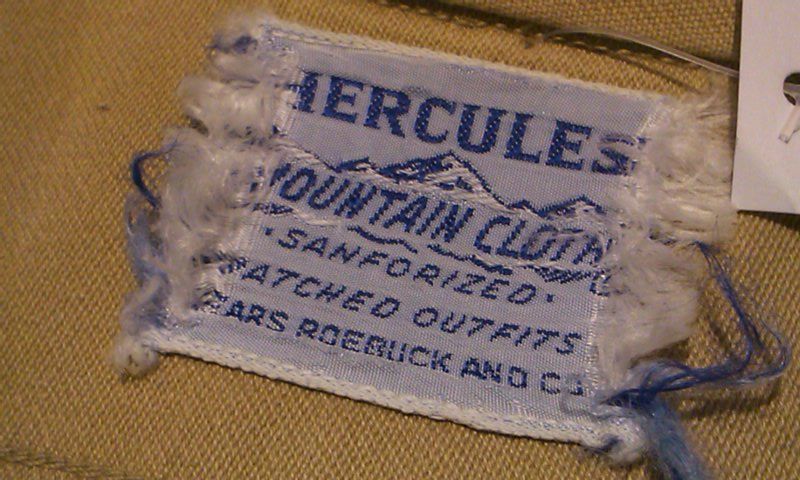 HERCULES
MOUNTAIN CLOTH
·SANFORIZED·
MATCHED OUTFITS
SEARS ROEBUCK AND CO